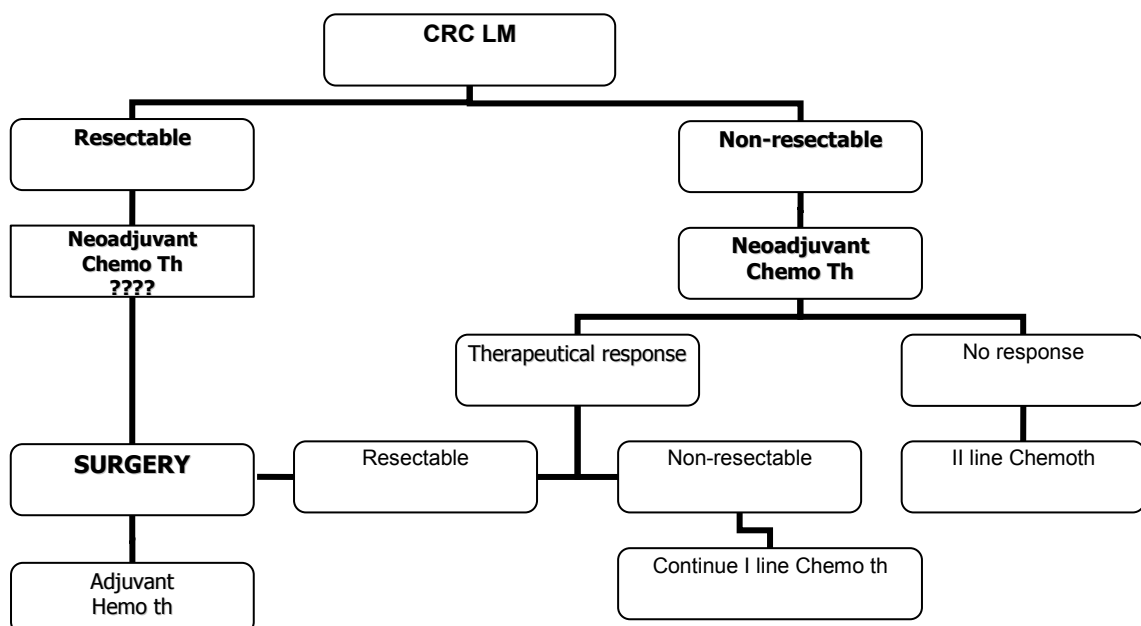 CRC LM
Resectable
Non-resectable
Neoadjuvant
Chemo Th
????
Neoadjuvant
Chemo Th
Therapeutical response
No response
SURGERY
Resectable
Non-resectable
II line Chemoth
Adjuvant
Hemo th
Continue I line Chemo th